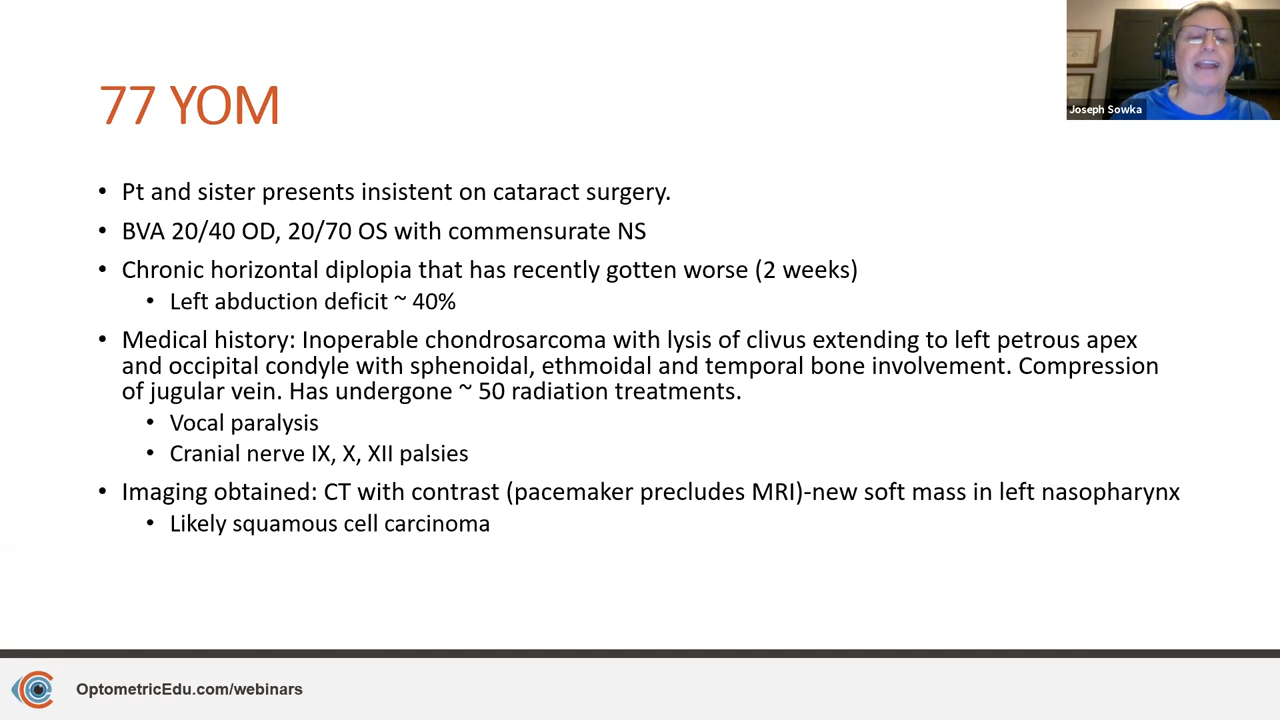 Joseph Sowka
77 YOM
• Pt and sister presents insistent on cataract surgery.
• BVA 20/40 OD, 20/70 OS with commensurate NS
• Chronic horizontal diplopia that has recently gotten worse (2 weeks)
• Left abduction deficit ~ 40%
• Medical history: Inoperable chondrosarcoma with lysis of clivus extending to left petrous apex
and occipital condyle with sphenoidal, ethmoidal and temporal bone involvement. Compression
of jugular vein. Has undergone ~ 50 radiation treatments.
• Vocal paralysis
• Cranial nerve IX, X, XII palsies
• Imaging obtained: CT with contrast (pacemaker precludes MRI)-new soft mass in left nasopharynx
• Likely squamous cell carcinoma
OptometricEdu.com/webinars